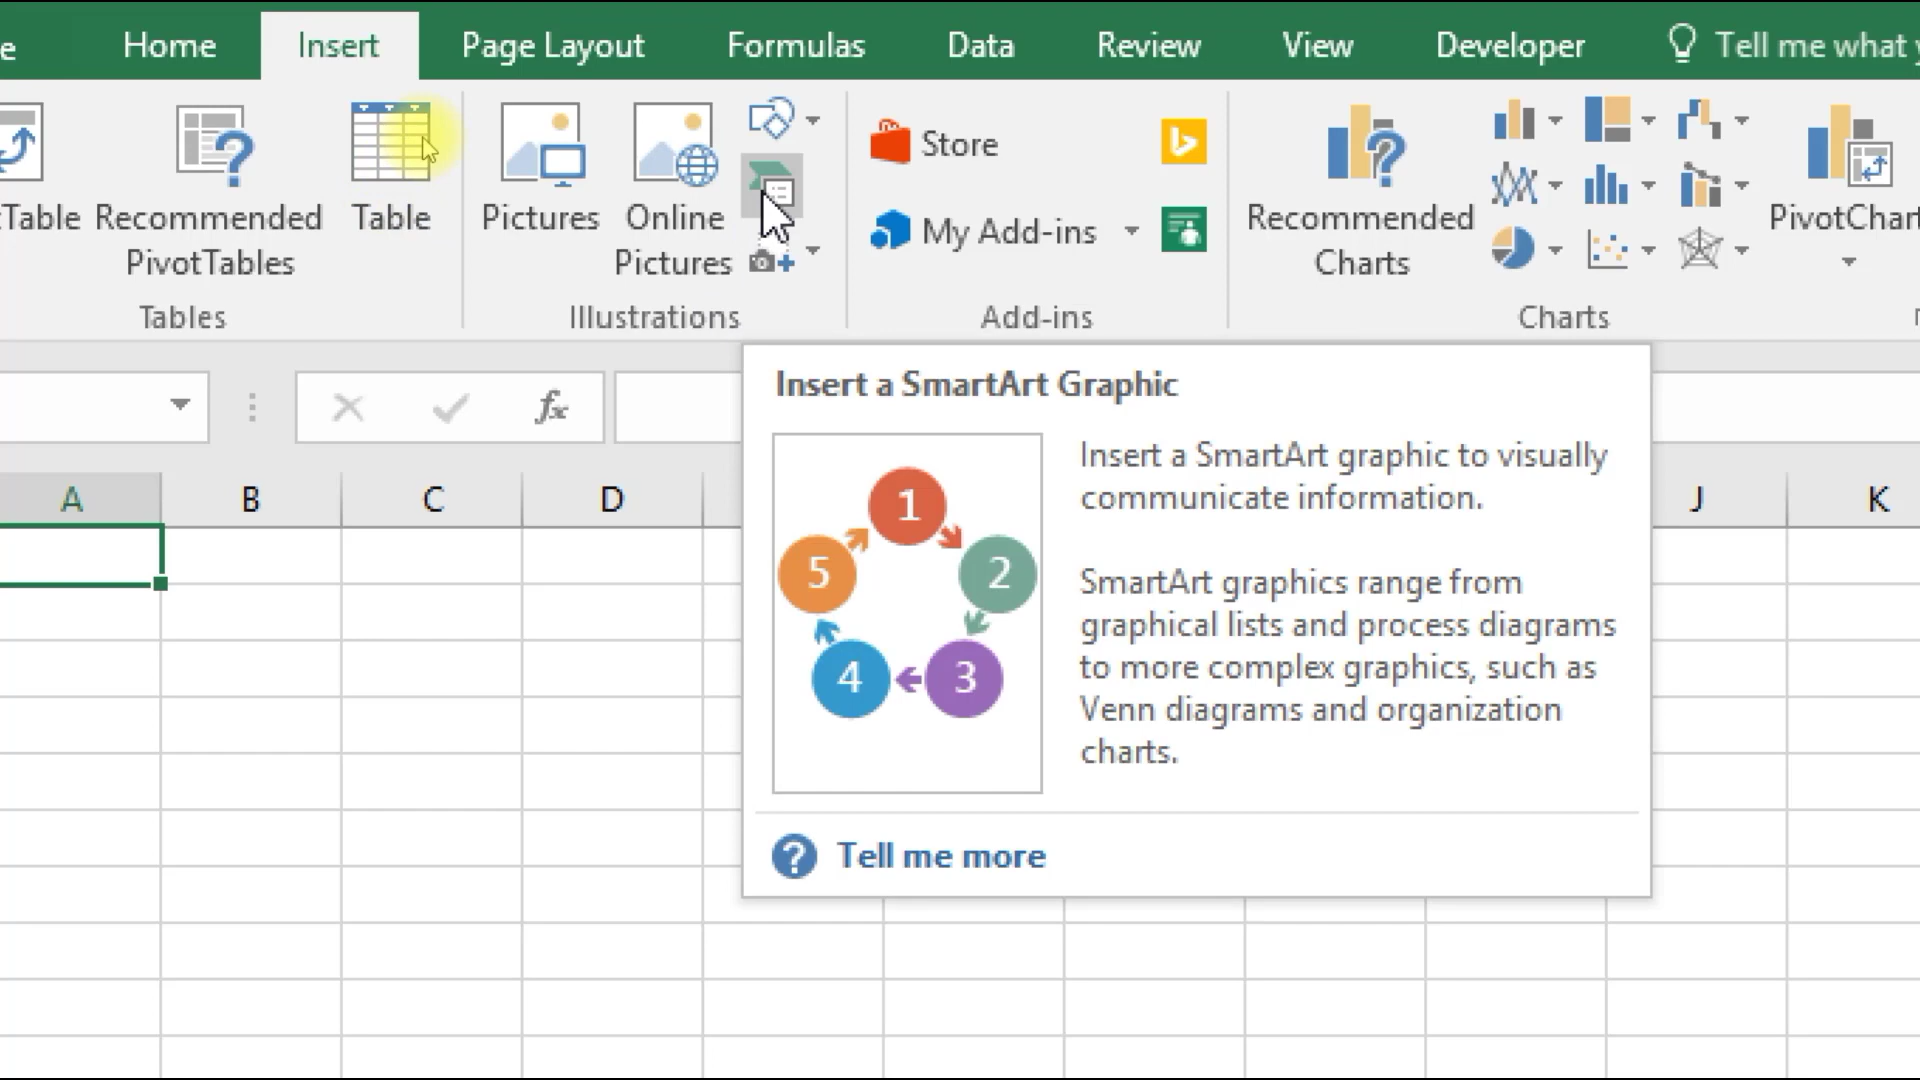 e Home Insert Page Layout Formulas Data Review View Developer Tell me what y
Table
Recommended
PivotTables
Table
Tables
Pictures
Online
Pictures
Illustrations
Store
My Add-ins
Add-ins
Recommended
Charts
PivotChart
Charts
fx
A B C D J K
Insert a SmartArt Graphic
1
2
3
4
5
Insert a SmartArt graphic to visually
communicate information.
SmartArt graphics range from
graphical lists and process diagrams
to more complex graphics, such as
Venn diagrams and organization
charts.
? Tell me more